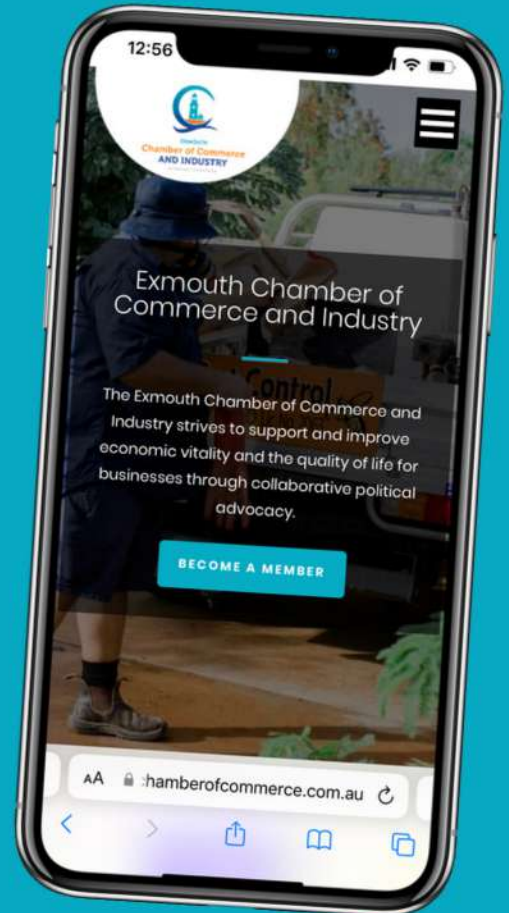 12:56
Exmouth
Chamber of Commerce
AND INDUSTRY
Exmouth Chamber of
Commerce and Industry
Control
The Exmouth Chamber of Commerce and
Industry strives to support and improve
economic vitality and the quality of life for
businesses through collaborative political
advocacy.
BECOME A MEMBER
AA :hamberofcommerce.com.au